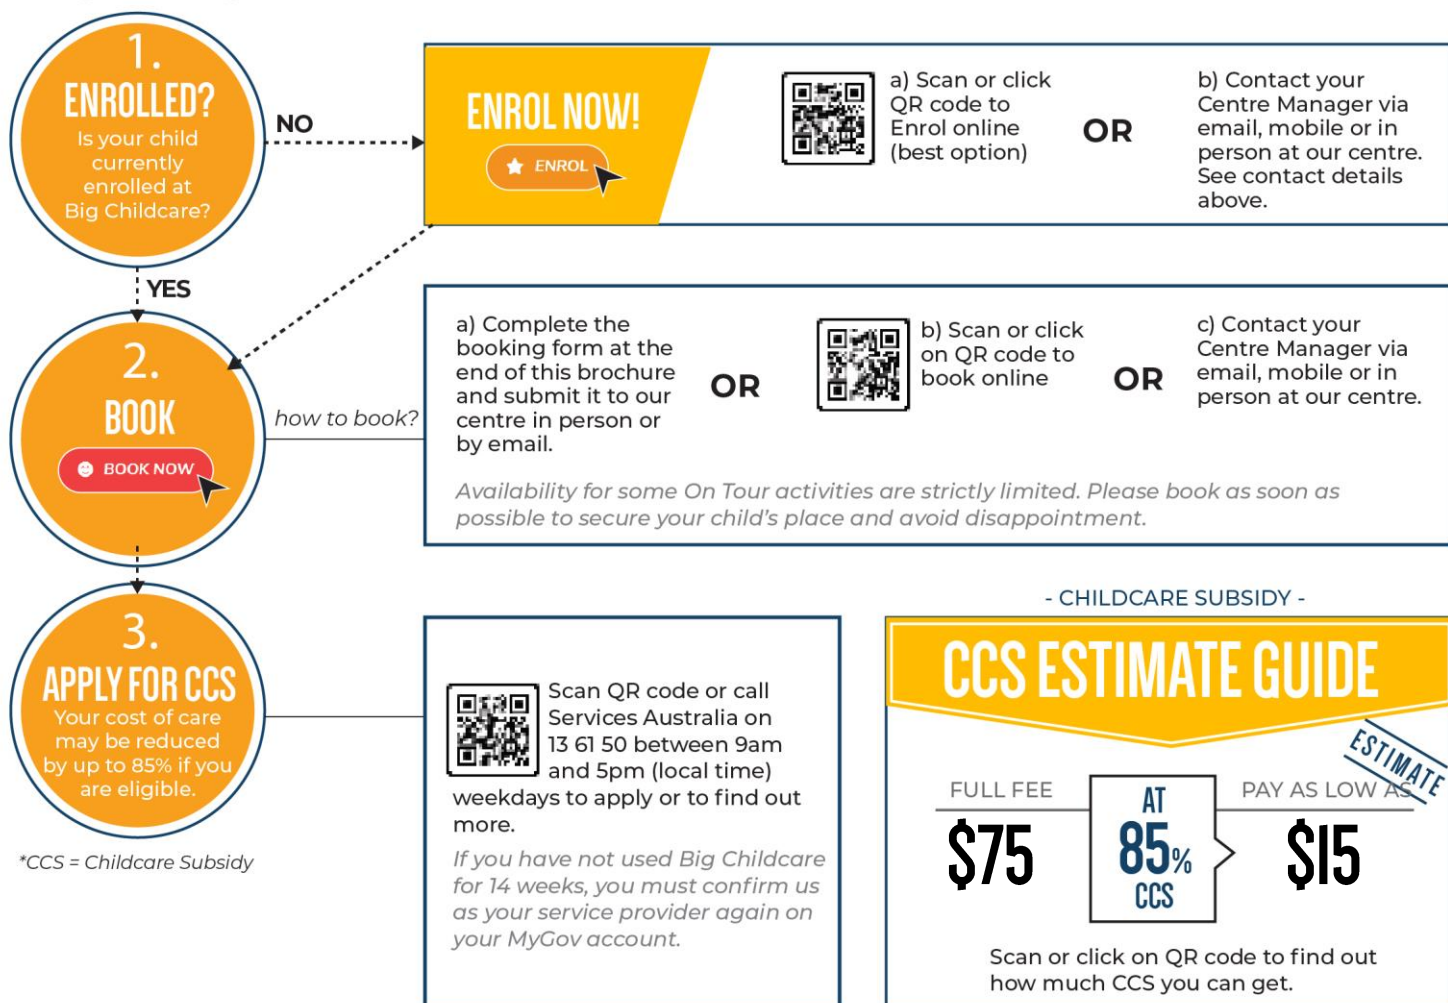 1.
ENROLLED?
Is your child
currently
enrolled at
Big Childcare?
NO
ENROL NOW!
ENROL
a) Scan or click
QR code to
Enrol online
(best option)
OR
b) Contact your
Centre Manager via
email, mobile or in
person at our centre.
See contact details
above.
YES
2.
BOOK
BOOK NOW
how to book?
a) Complete the
booking form at the
end of this brochure
and submit it to our
centre in person or
by email.
OR
b) Scan or click
on QR code to
book online
OR
c) Contact your
Centre Manager via
email, mobile or in
person at our centre.
Availability for some On Tour activities are strictly limited. Please book as soon as
possible to secure your child's place and avoid disappointment.
3.
APPLY FOR CCS
Your cost of care
may be reduced
by up to 85% if you
are eligible.
*CCS = Childcare Subsidy
Scan QR code or call
Services Australia on
13 61 50 between 9am
and 5pm (local time)
weekdays to apply or to find out
more.
If you have not used Big Childcare
for 14 weeks, you must confirm us
as your service provider again on
your MyGov account.
- CHILDCARE SUBSIDY -
CCS ESTIMATE GUIDE
ESTIMATE
FULL FEE
$75
AT
85%
CCS
PAY AS LOW AS
$15
Scan or click on QR code to find out
how much CCS you can get.